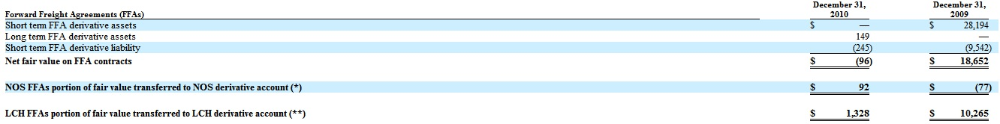 December 31, December 31,
Forward Freight Agreements (FFAs) 2010 2009
Short term FFA derivative assets $ — $ 28,194
Long term FFA derivative assets 149 —
Short term FFA derivative liability (245) (9,542)
Net fair value on FFA contracts $ (96) $ 18,652
NOS FFAs portion of fair value transferred to NOS derivative account (*) $ 92 $ (77)
LCH FFAs portion of fair value transferred to LCH derivative account (**) $ 1,328 $ 10,265